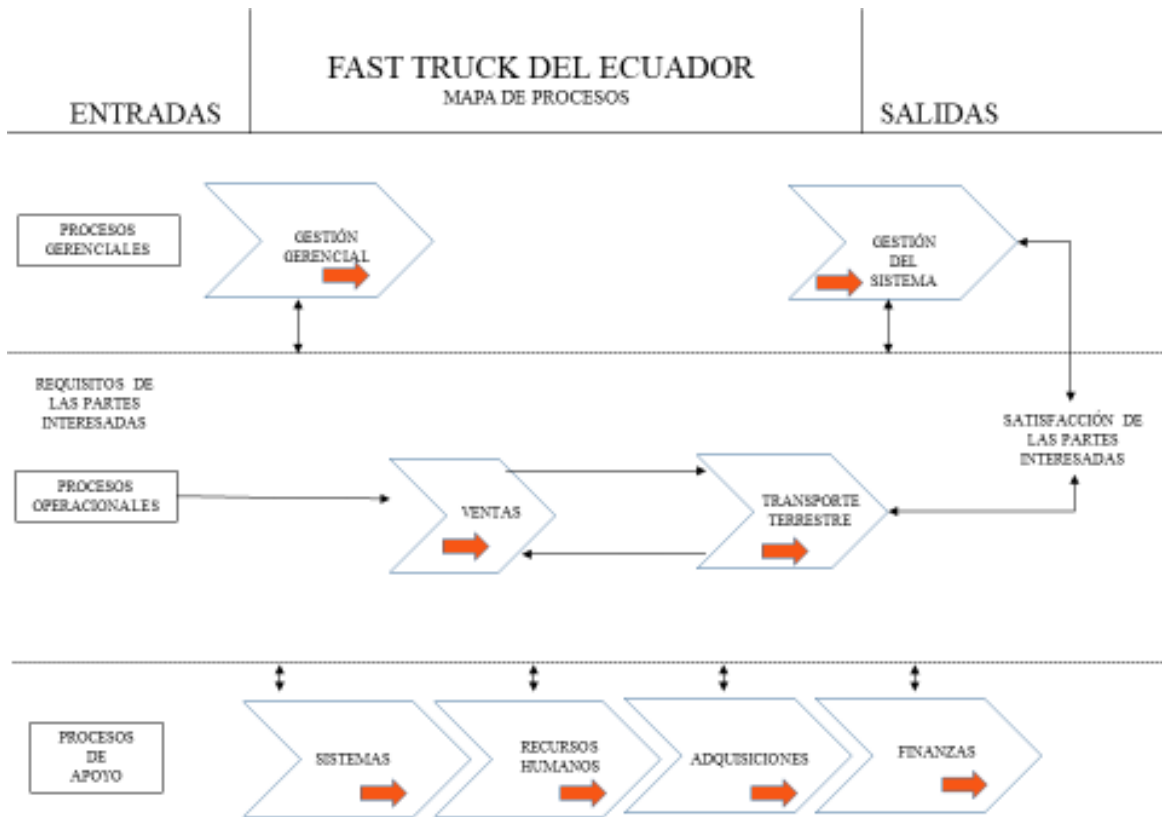 FAST TRUCK DEL ECUADOR
MAPA DE PROCESOS
ENTRADAS
SALIDAS
PROCESOS
GERENCIALES
GESTIÓN
GERENCIAL
GESTIÓN
DEL
SISTEMA
REQUISITOS DE
LAS PARTES
INTERESADAS
SATISFACCIÓN DE
LAS PARTES
INTERESADAS
PROCESOS
OPERACIONALES
VENTAS
TRANSPORTE
TERRESTRE
PROCESOS
DE
APOYO
SISTEMAS
RECURSOS
HUMANOS
ADQUISICIONES
FINANZAS